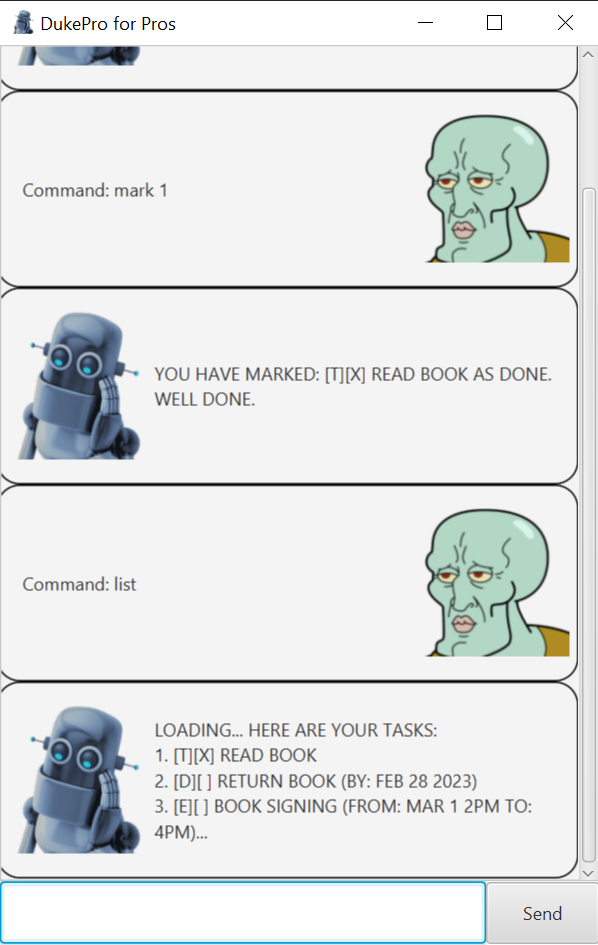 DukePro for Pros
Command: mark 1
YOU HAVE MARKED: [T][X] READ BOOK AS DONE.
WELL DONE.
Command: list
LOADING... HERE ARE YOUR TASKS:
1. [T][X] READ BOOK
2. [D][ ] RETURN BOOK (BY: FEB 28 2023)
3. [E][ ] BOOK SIGNING (FROM: MAR 1 2PM TO:
4PM)...
Send